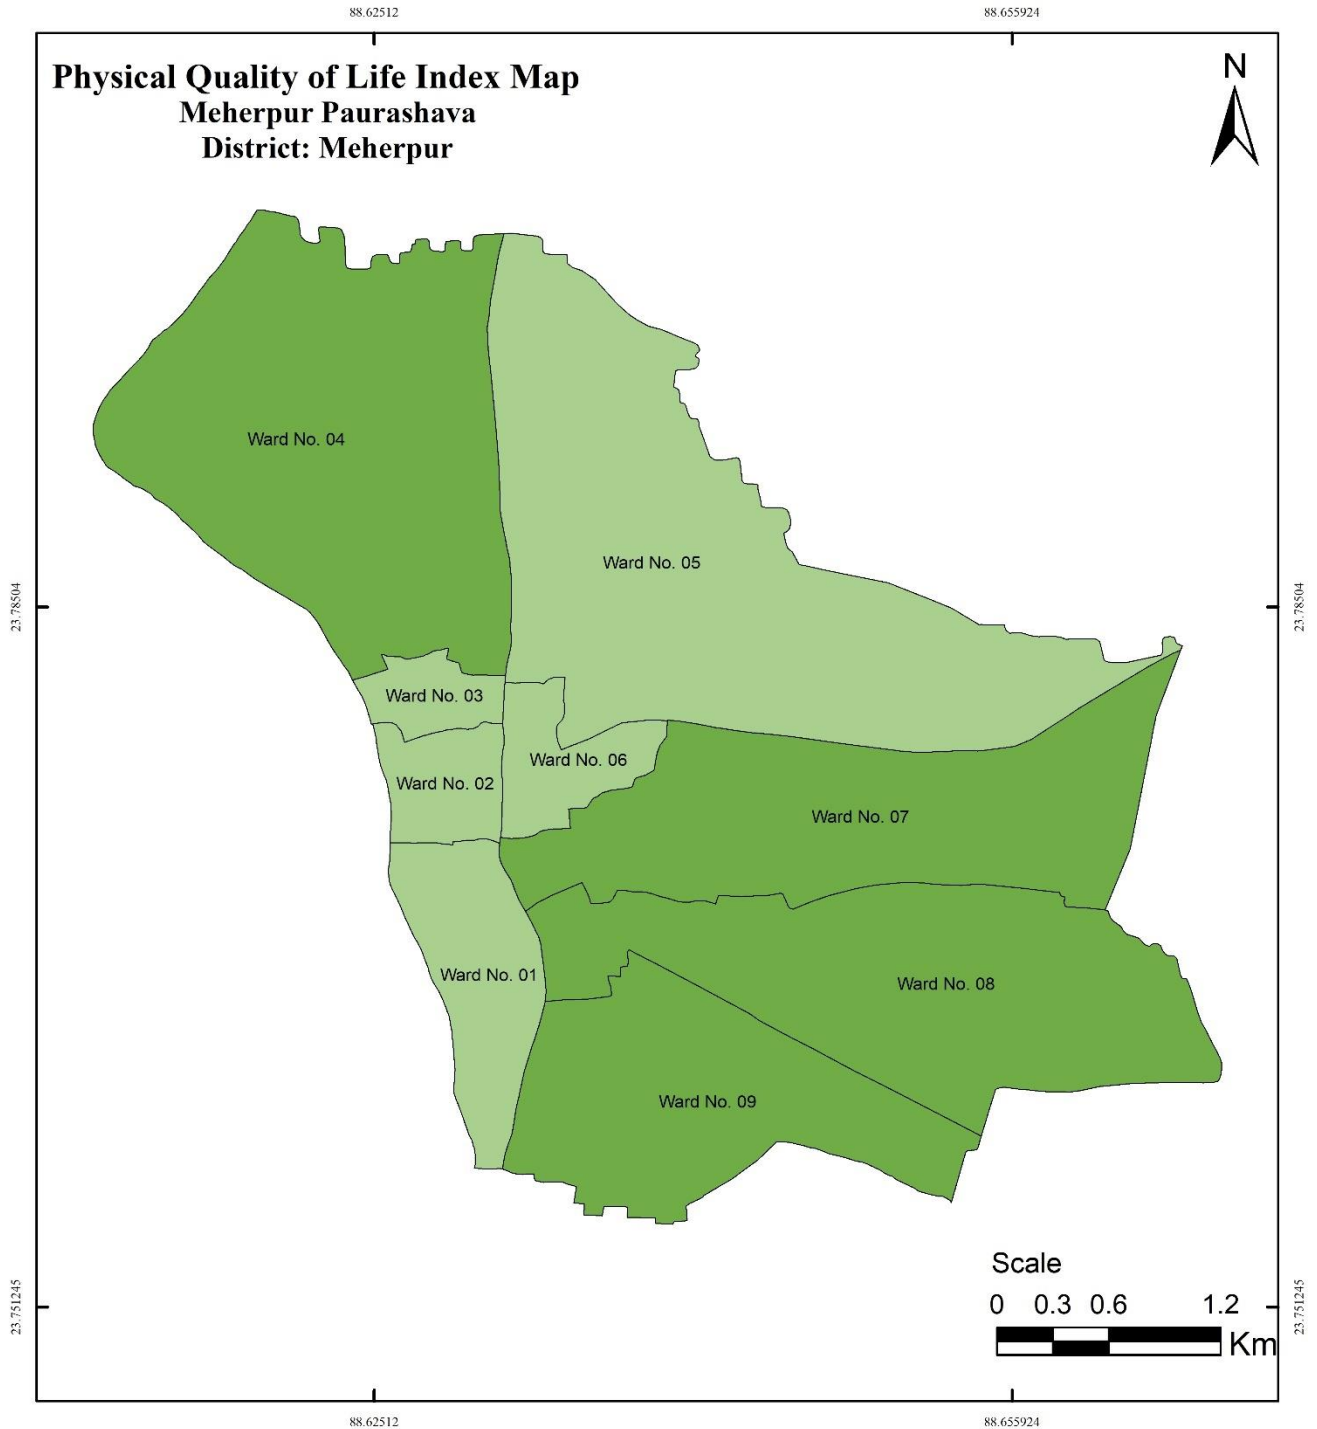 88.62512
88.655924
Physical Quality of Life Index Map
Meherpur Paurashava
District: Meherpur
N
Ward No. 04
Ward No. 05
23.78504
23.78504
Ward No. 03
Ward No. 06
Ward No. 02
Ward No. 07
Ward No. 01
Ward No. 08
Ward No. 09
Scale
0 0.3 0.6 1.2
Km
23.751245
23.751245
88.62512
88.655924